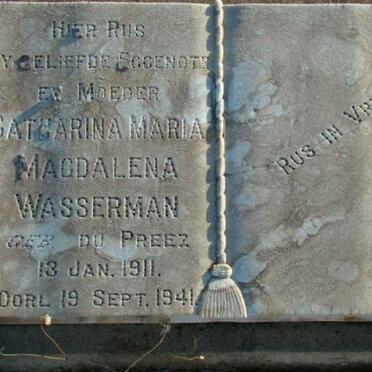 HIER RUS
MY GELIEFDE EGGENOTE
EN MOEDER
CATHARINA MARIA
MAGDALENA
WASSERMAN
GEB. DU PREEZ
13 JAN. 1911.
OORL 19 SEPT. 1941
RUS IN